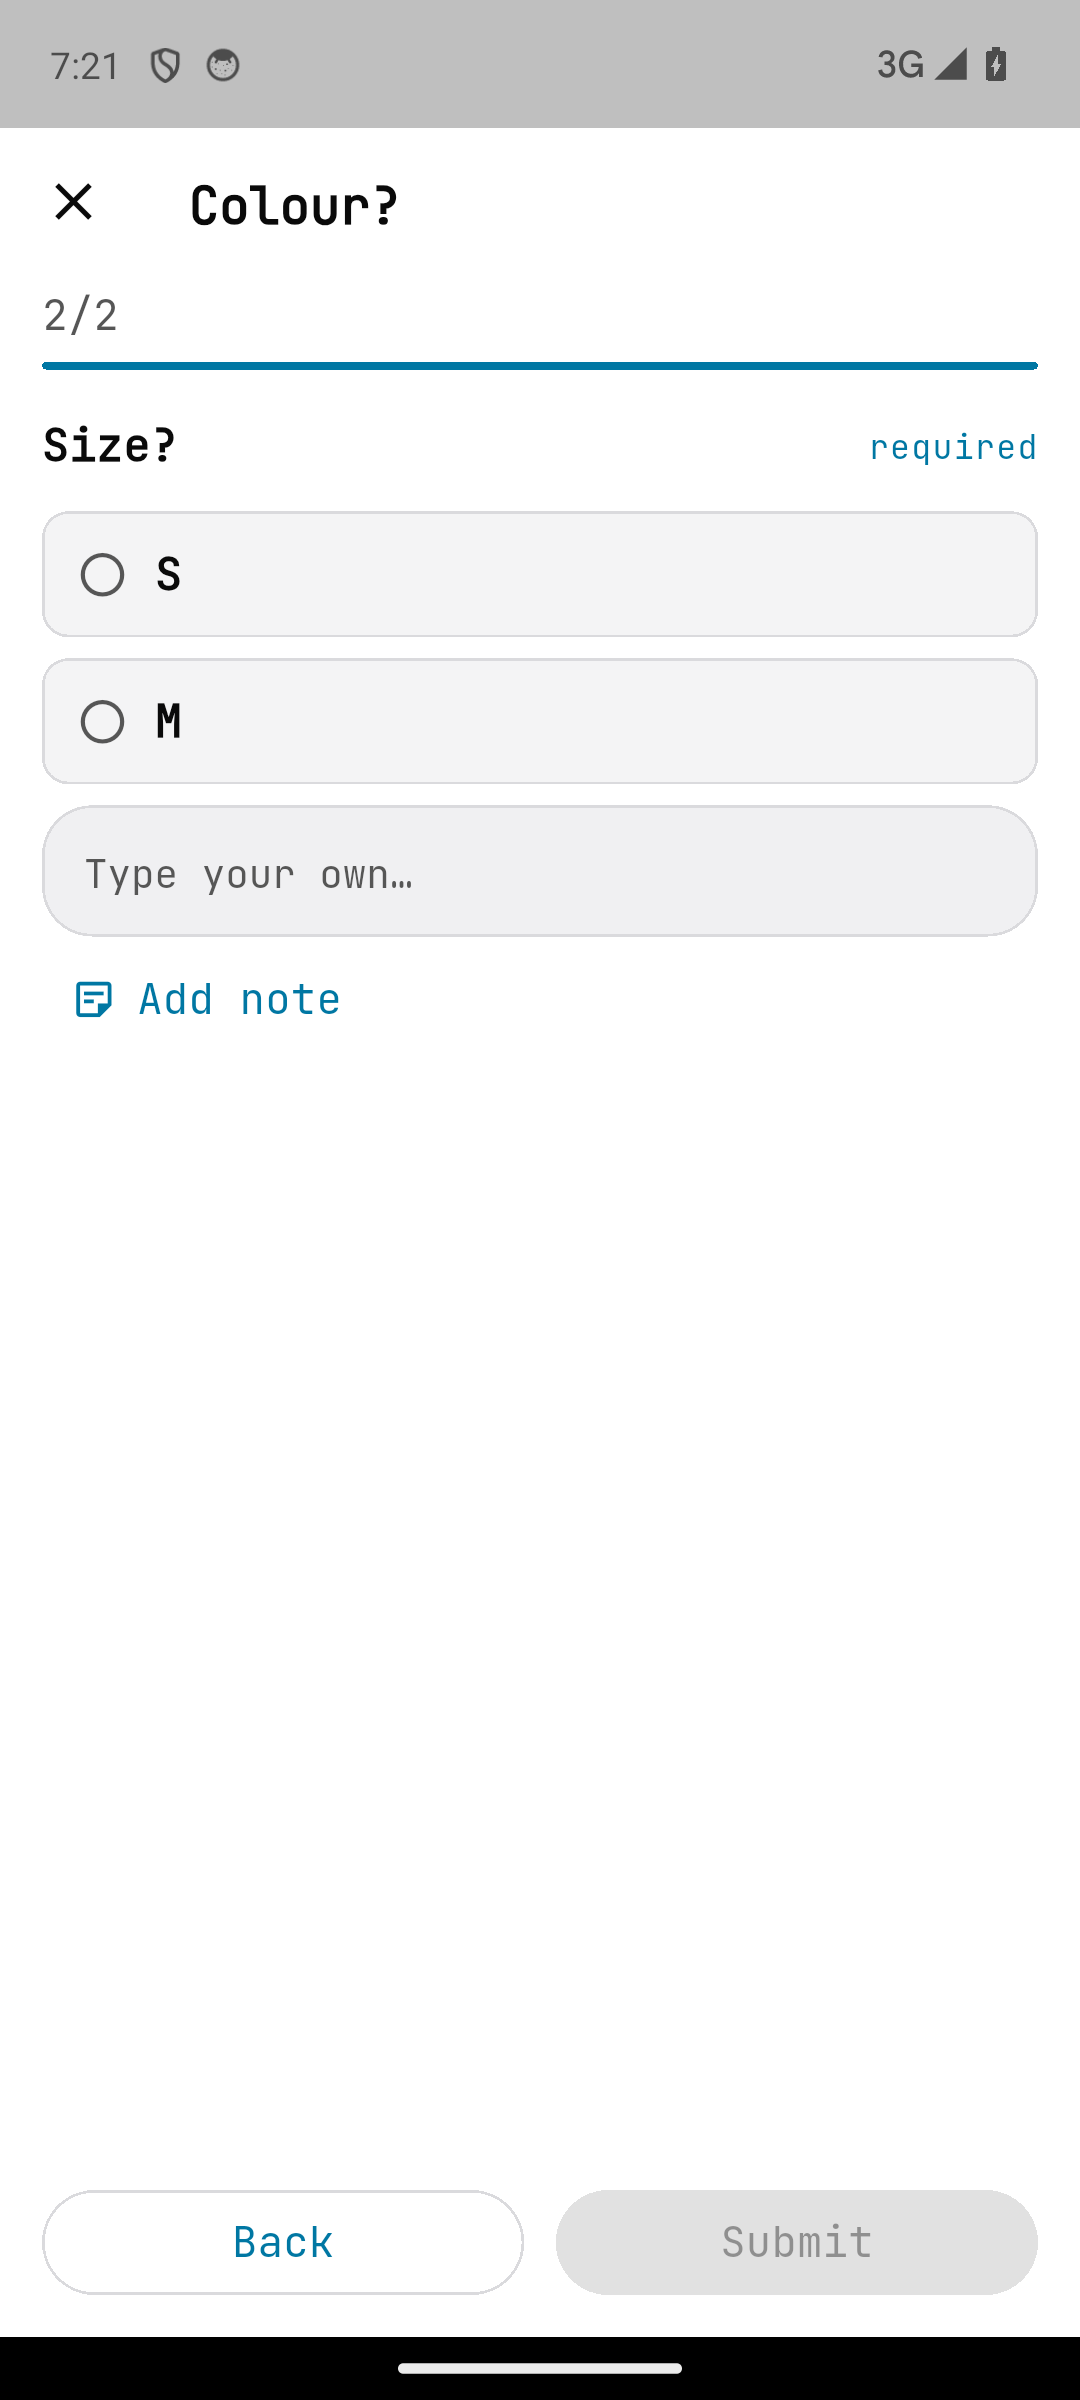 7:21
3G
Colour?
2/2
Size?
required
S
M
Type your own…
Add note
Back
Submit